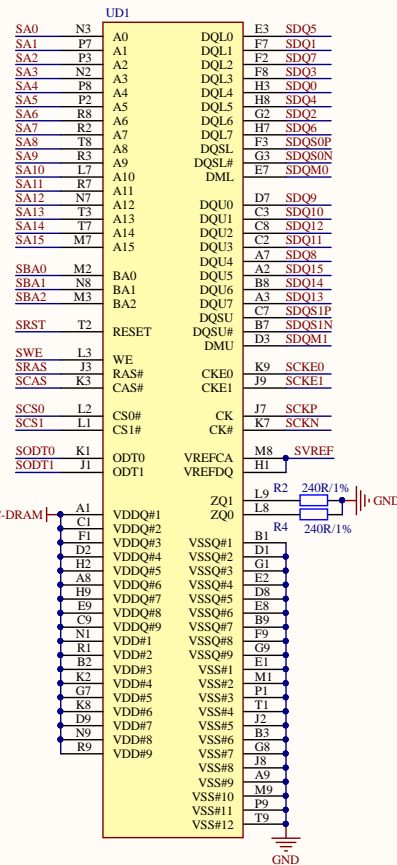 UD1
SA0 N3 A0 DQL0 E3 SDQ5
SA1 P7 A1 DQL1 F7 SDQ1
SA2 P3 A2 DQL2 F2 SDQ7
SA3 N2 A3 DQL3 F8 SDQ3
SA4 P8 A4 DQL4 H3 SDQ0
SA5 P2 A5 DQL5 H8 SDQ4
SA6 R8 A6 DQL6 G2 SDQ2
SA7 R2 A7 DQL7 H7 SDQ6
SA8 T8 A8 DQSL F3 SDQS0P
SA9 R3 A9 DQSL# G3 SDQS0N
SA10 L7 A10 DML E7 SDQM0
SA11 R7 A11
SA12 N7 A12 DQU0 D7 SDQ9
SA13 T3 A13 DQU1 C3 SDQ10
SA14 T7 A14 DQU2 C8 SDQ12
SA15 M7 A15 DQU3 C2 SDQ11
DQU4 A7 SDQ8
SBA0 M2 BA0 DQU5 A2 SDQ15
SBA1 N8 BA1 DQU6 B8 SDQ14
SBA2 M3 BA2 DQU7 A3 SDQ13
DQSU C7 SDQS1P
SRST T2 RESET DQSU# B7 SDQS1N
DMU D3 SDQM1
SWE L3 WE
SRAS J3 RAS# CKE0 K9 SCKE0
SCAS K3 CAS# CKE1 J9 SCKE1
SCS0 L2 CS0# CK J7 SCKP
SCS1 L1 CS1# CK# K7 SCKN
SODT0 K1 ODT0 VREFCA M8 SVREF
SODT1 J1 ODT1 VREFDQ H1
ZQ1 L9 R2 240R/1% GND
-DRAM A1 VDDQ#1 ZQ0 L8 R4 240R/1%
C1 VDDQ#2
F1 VDDQ#3 VSSQ#1 B1
D2 VDDQ#4 VSSQ#2 D1
H2 VDDQ#5 VSSQ#3 G1
A8 VDDQ#6 VSSQ#4 E2
H9 VDDQ#7 VSSQ#5 D8
E9 VDDQ#8 VSSQ#6 E8
C9 VDDQ#9 VSSQ#7 B9
N1 VDD#1 VSSQ#8 F9
R1 VDD#2 VSSQ#9 G9
B2 VDD#3 VSS#1 E1
K2 VDD#4 VSS#2 M1
G7 VDD#5 VSS#3 P1
K8 VDD#6 VSS#4 T1
D9 VDD#7 VSS#5 J2
N9 VDD#8 VSS#6 B3
R9 VDD#9 VSS#7 G8
VSS#8 J8
VSS#9 A9
VSS#10 M9
VSS#11 P9
VSS#12 T9
GND